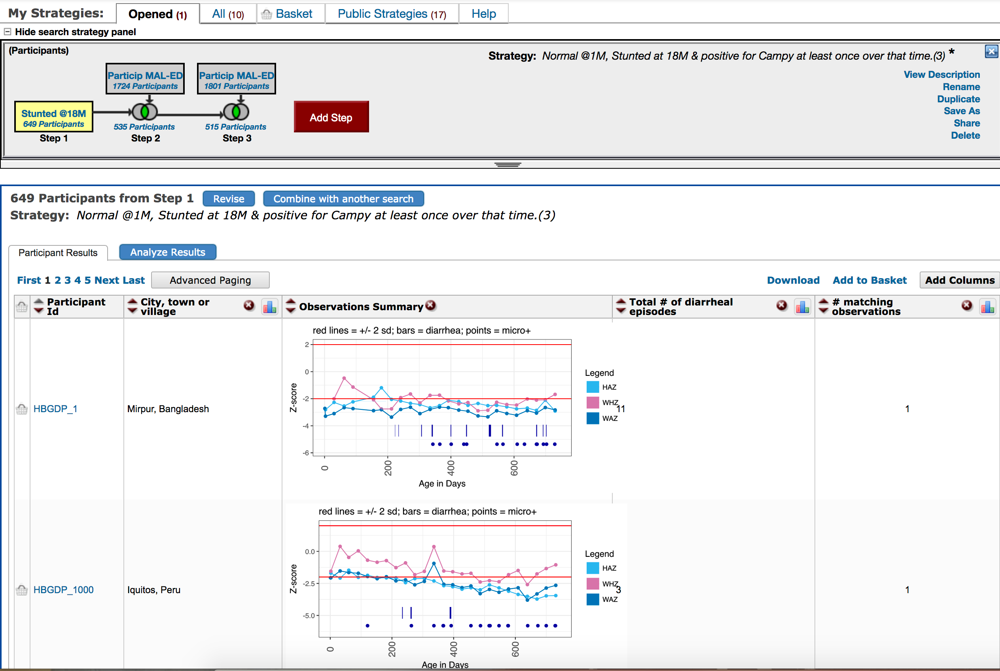 My Strategies: Opened (1) All (10) Basket Public Strategies (17) Help
Hide search strategy panel
(Participants)
Strategy: Normal @1M, Stunted at 18M & positive for Campy at least once over that time.(3) *
View Description
Rename
Duplicate
Save As
Share
Delete
Particip MAL-ED
1724 Participants
Particip MAL-ED
1801 Participants
Stunted @18M
649 Participants
535 Participants
515 Participants
Step 1
Step 2
Step 3
Add Step
649 Participants from Step 1 Revise Combine with another search
Strategy: Normal @1M, Stunted at 18M & positive for Campy at least once over that time.(3)
Participant Results Analyze Results
First 1 2 3 4 5 Next Last Advanced Paging Download Add to Basket Add Columns
Participant Id
City, town or village
Observations Summary
Total # of diarrheal episodes
# matching observations
HBGDP_1
Mirpur, Bangladesh
red lines = +/- 2 sd; bars = diarrhea; points = micro+
2
0
-2
-4
-6
Z-score
0 200 400 600
Age in Days
Legend
HAZ
WHZ
WAZ
11
1
HBGDP_1000
Iquitos, Peru
red lines = +/- 2 sd; bars = diarrhea; points = micro+
0.0
-2.5
-5.0
Z-score
0 200 400 600
Age in Days
Legend
HAZ
WHZ
WAZ
3
1